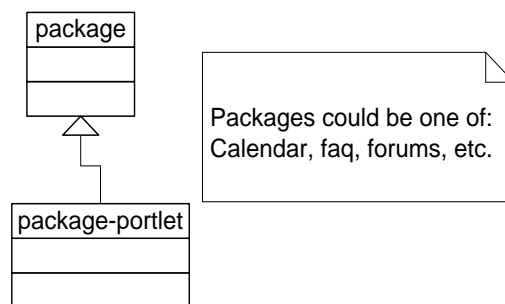 package
Packages could be one of:
Calendar, faq, forums, etc.
package-portlet